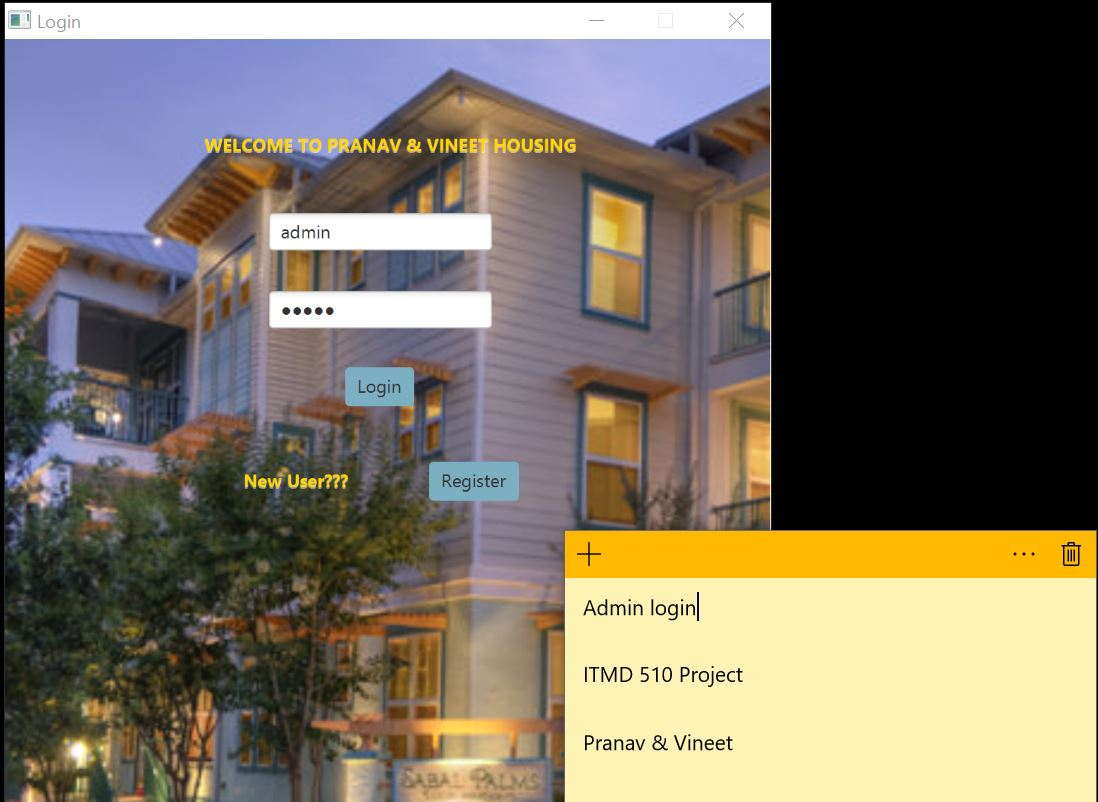 Login
WELCOME TO PRANAV & VINEET HOUSING
admin
•••••
Login
New User???
Register
SABAL PALMS
Admin login
ITMD 510 Project
Pranav & Vineet